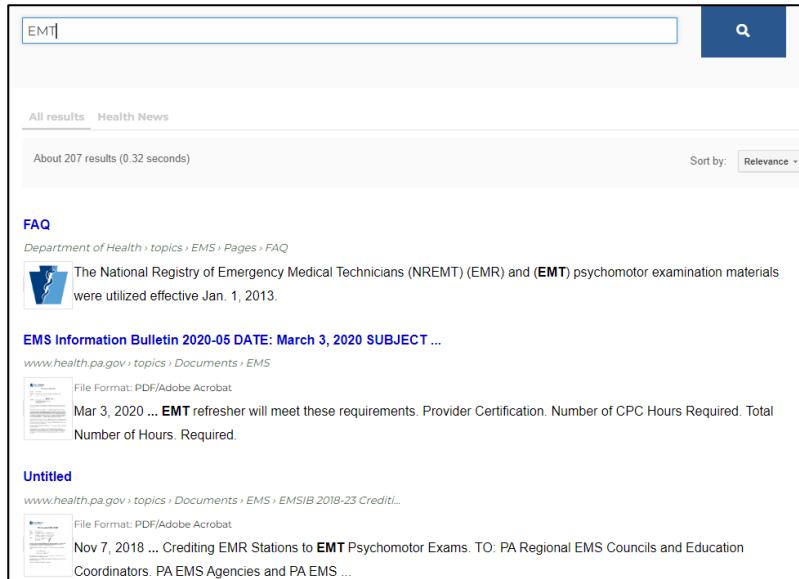 EMT
All results Health News
About 207 results (0.32 seconds)
Sort by: Relevance
FAQ
Department of Health › topics › EMS › Pages › FAQ
The National Registry of Emergency Medical Technicians (NREMT) (EMR) and (EMT) psychomotor examination materials
were utilized effective Jan. 1, 2013.
EMS Information Bulletin 2020-05 DATE: March 3, 2020 SUBJECT ...
www.health.pa.gov › topics › Documents › EMS
File Format: PDF/Adobe Acrobat
Mar 3, 2020 ... EMT refresher will meet these requirements. Provider Certification. Number of CPC Hours Required. Total
Number of Hours. Required.
Untitled
www.health.pa.gov › topics › Documents › EMS › EMSIB 2018-23 Crediti...
File Format: PDF/Adobe Acrobat
Nov 7, 2018 ... Crediting EMR Stations to EMT Psychomotor Exams. TO: PA Regional EMS Councils and Education
Coordinators. PA EMS Agencies and PA EMS ...